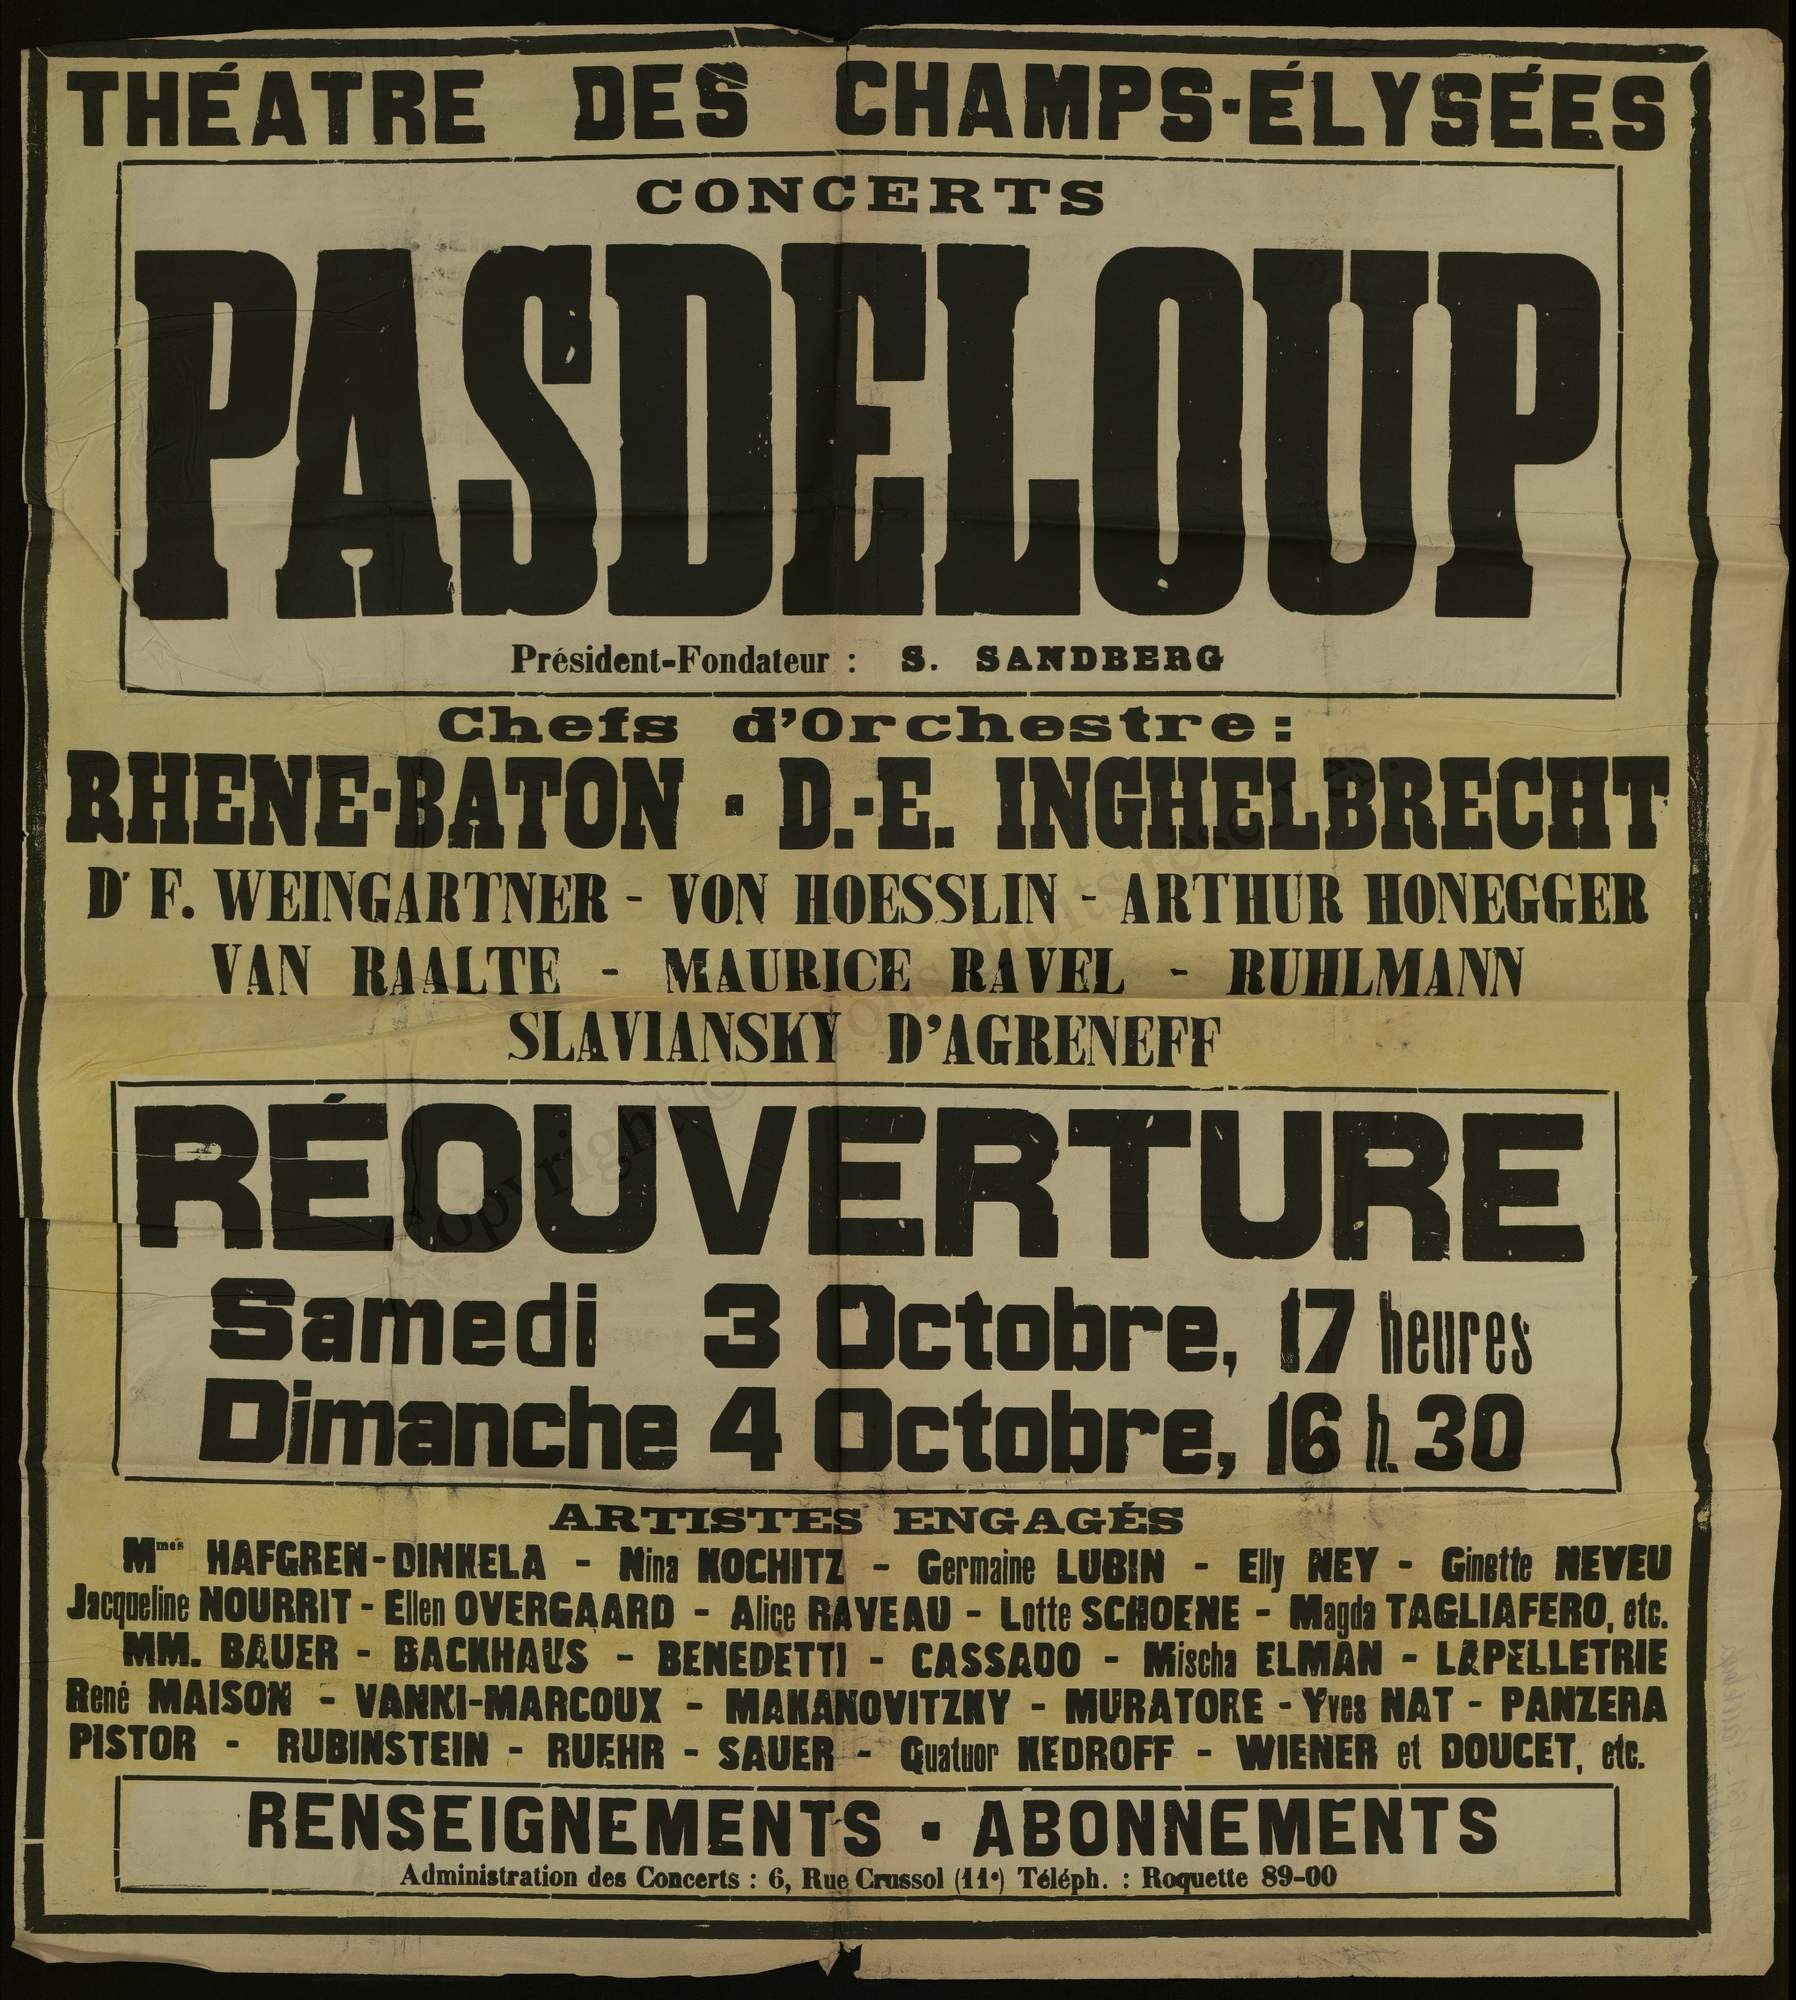 THÉATRE DES CHAMPS-ÉLYSÉES
CONCERTS
PASDELOUP
Président-Fondateur : S. SANDBERG
Chefs d'Orchestre :
RHENE-BATON - D.-E. INGHELBRECHT
Dr F. WEINGARTNER - VON HOESSLIN - ARTHUR HONEGGER
VAN RAALTE - MAURICE RAVEL - RUHLMANN
SLAVIANSKY D'AGRENEFF
RÉOUVERTURE
Samedi 3 Octobre, 17 heures
Dimanche 4 Octobre, 16 h. 30
ARTISTES ENGAGÉS
Mmes HAFGREN-DINKELA - Nina KOCHITZ - Germaine LUBIN - Elly NEY - Ginette NEVEU
Jacqueline NOURRIT - Ellen OVERGAARD - Alice RAVEAU - Lotte SCHOENE - Magda TAGLIAFERO, etc.
MM. BAUER - BACKHAUS - BENEDETTI - CASSADO - Mischa ELMAN - LAPELLETRIE
René MAISON - VANNI-MARCOUX - MAKANOVITZKY - MURATORE - Yves NAT - PANZERA
PISTOR - RUBINSTEIN - RUEHR - SAUER - Quatuor KEDROFF - WIENER et DOUCET, etc.
RENSEIGNEMENTS - ABONNEMENTS
Administration des Concerts : 6, Rue Crussol (11e) Téléph. : Roquette 89-00
Copyright © Tous droits réservés.